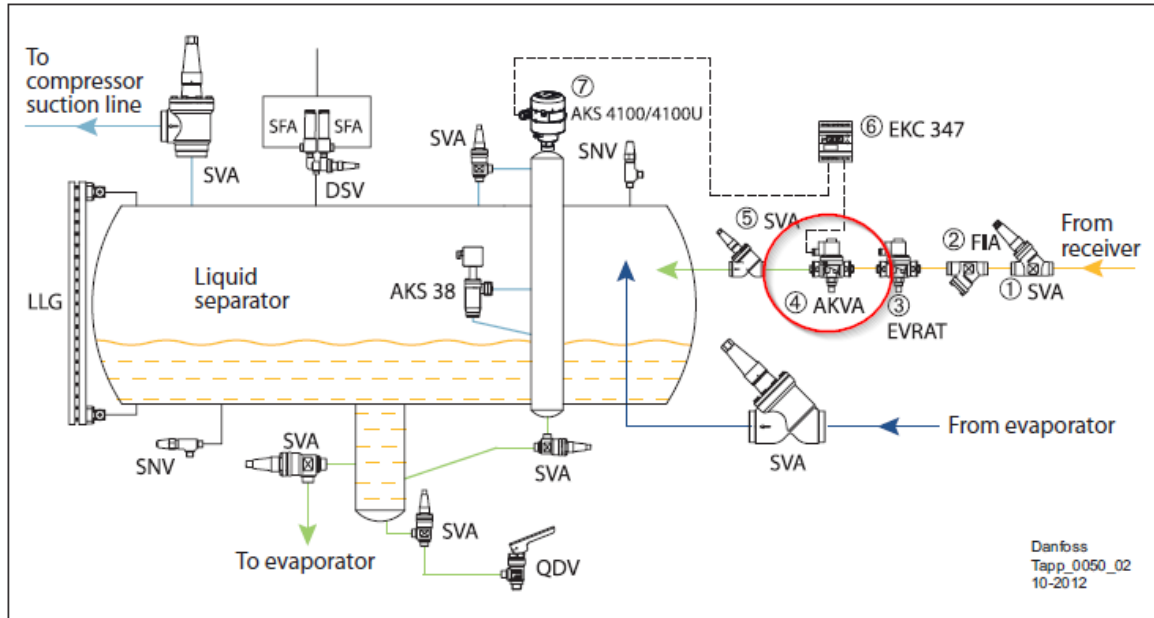 To
compressor
suction line
SVA
SFA
SFA
DSV
SVA
⑦
AKS 4100/4100U
SNV
⑥ EKC 347
⑤ SVA
② FIA
From
receiver
LLG
Liquid
separator
AKS 38
④ AKVA
③
EVRAT
① SVA
SNV
SVA
SVA
From evaporator
SVA
To evaporator
SVA
QDV
Danfoss
Tapp_0050_02
10-2012